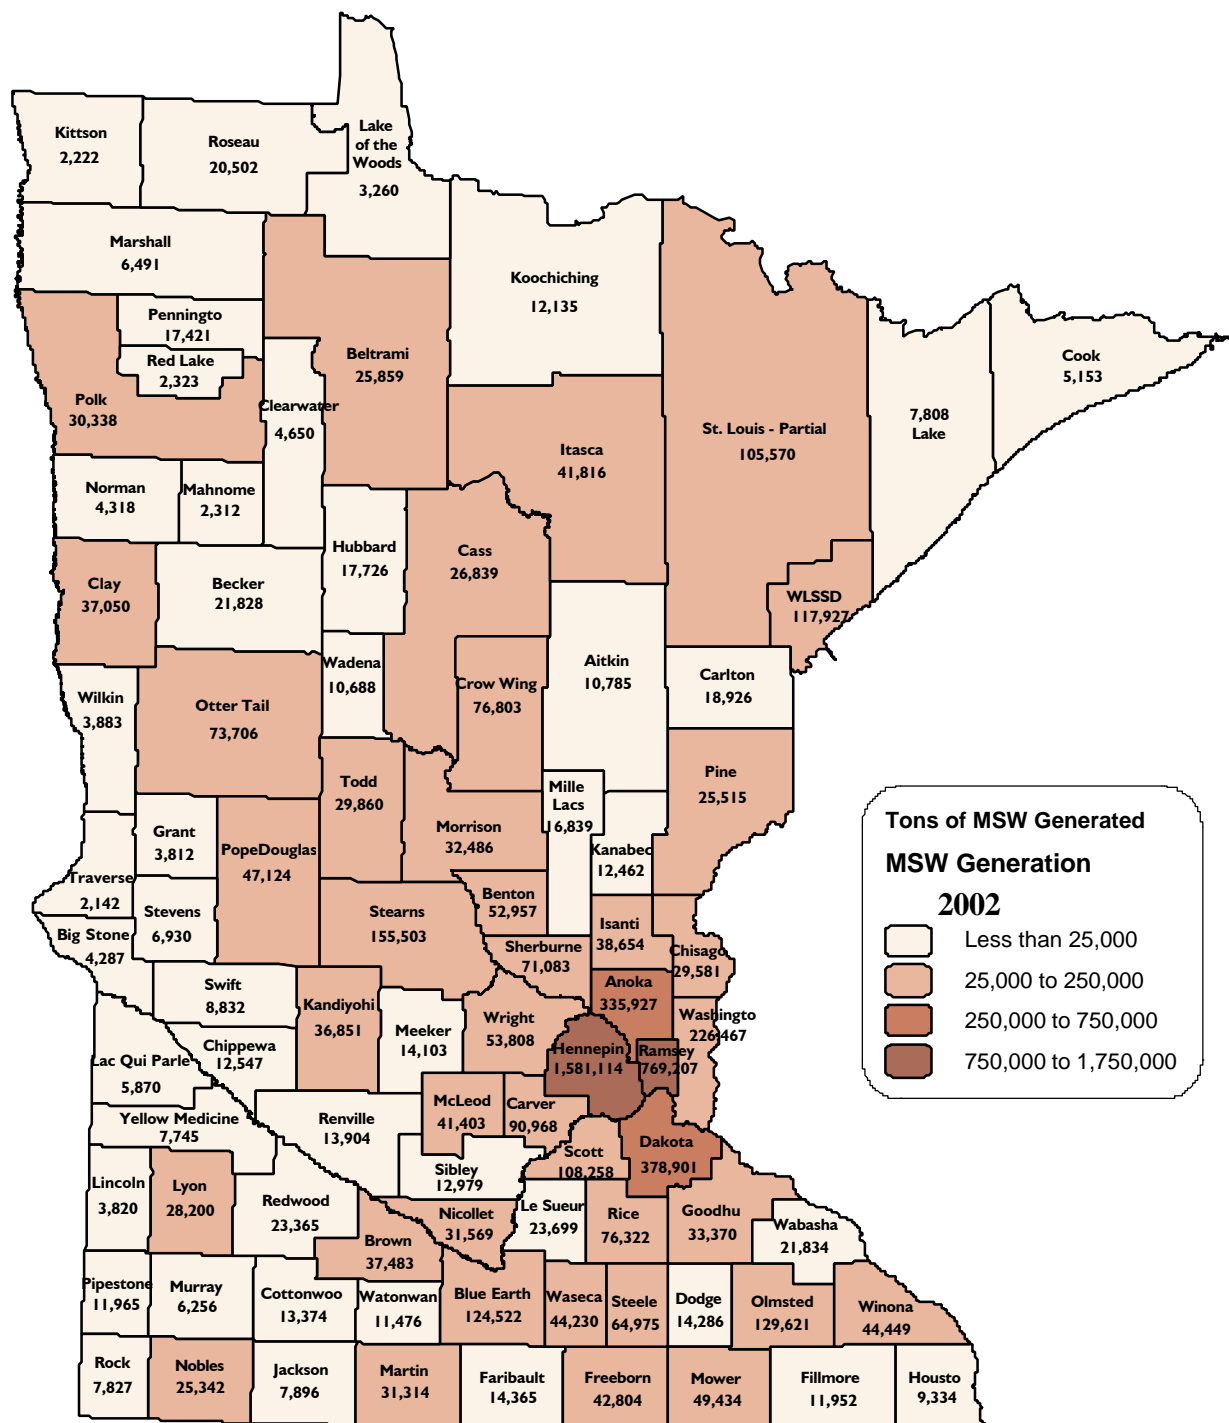 Kittson
2,222
Roseau
20,502
Lake
of the
Woods
3,260
Marshall
6,491
Koochiching
12,135
Penningto
17,421
Red Lake
2,323
Beltrami
25,859
Cook
5,153
Polk
30,338
Clearwater
4,650
7,808
Lake
St. Louis - Partial
105,570
Itasca
41,816
Norman
4,318
Mahnome
2,312
Hubbard
17,726
Cass
26,839
Clay
37,050
Becker
21,828
WLSSD
117,927
Wadena
10,688
Aitkin
10,785
Carlton
18,926
Wilkin
3,883
Otter Tail
73,706
Crow Wing
76,803
Todd
29,860
Pine
25,515
Mille
Lacs
16,839
Grant
3,812
PopeDouglas
47,124
Morrison
32,486
Kanabec
12,462
Traverse
2,142
Stevens
6,930
Stearns
155,503
Benton
52,957
Isanti
38,654
Big Stone
4,287
Sherburne
71,083
Chisago
29,581
Swift
8,832
Kandiyohi
36,851
Anoka
335,927
Meeker
14,103
Wright
53,808
Washingto
226,467
Chippewa
12,547
Lac Qui Parle
5,870
Hennepin
1,581,114
Ramsey
769,207
Yellow Medicine
7,745
Renville
13,904
McLeod
41,403
Carver
90,968
Dakota
378,901
Scott
108,258
Sibley
12,979
Lincoln
3,820
Lyon
28,200
Redwood
23,365
Nicollet
31,569
Le Sueur
23,699
Rice
76,322
Goodhu
33,370
Wabasha
21,834
Brown
37,483
Pipestone
11,965
Murray
6,256
Cottonwoo
13,374
Watonwan
11,476
Blue Earth
124,522
Waseca
44,230
Steele
64,975
Dodge
14,286
Olmsted
129,621
Winona
44,449
Rock
7,827
Nobles
25,342
Jackson
7,896
Martin
31,314
Faribault
14,365
Freeborn
42,804
Mower
49,434
Fillmore
11,952
Housto
9,334
Tons of MSW Generated
MSW Generation
2002
Less than 25,000
25,000 to 250,000
250,000 to 750,000
750,000 to 1,750,000